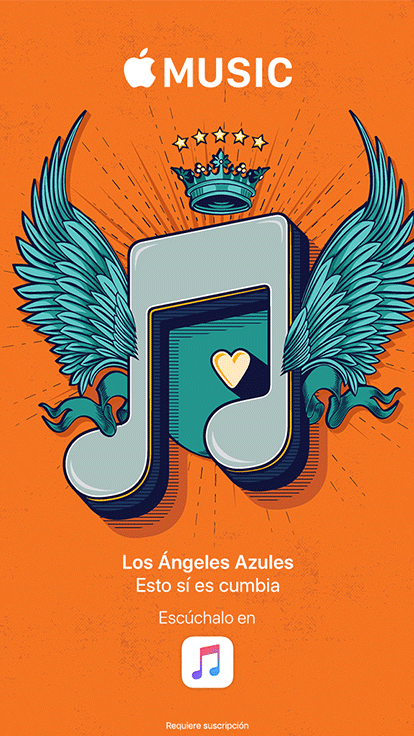 MUSIC
Los Ángeles Azules
Esto sí es cumbia
Escúchalo en
Requiere suscripción